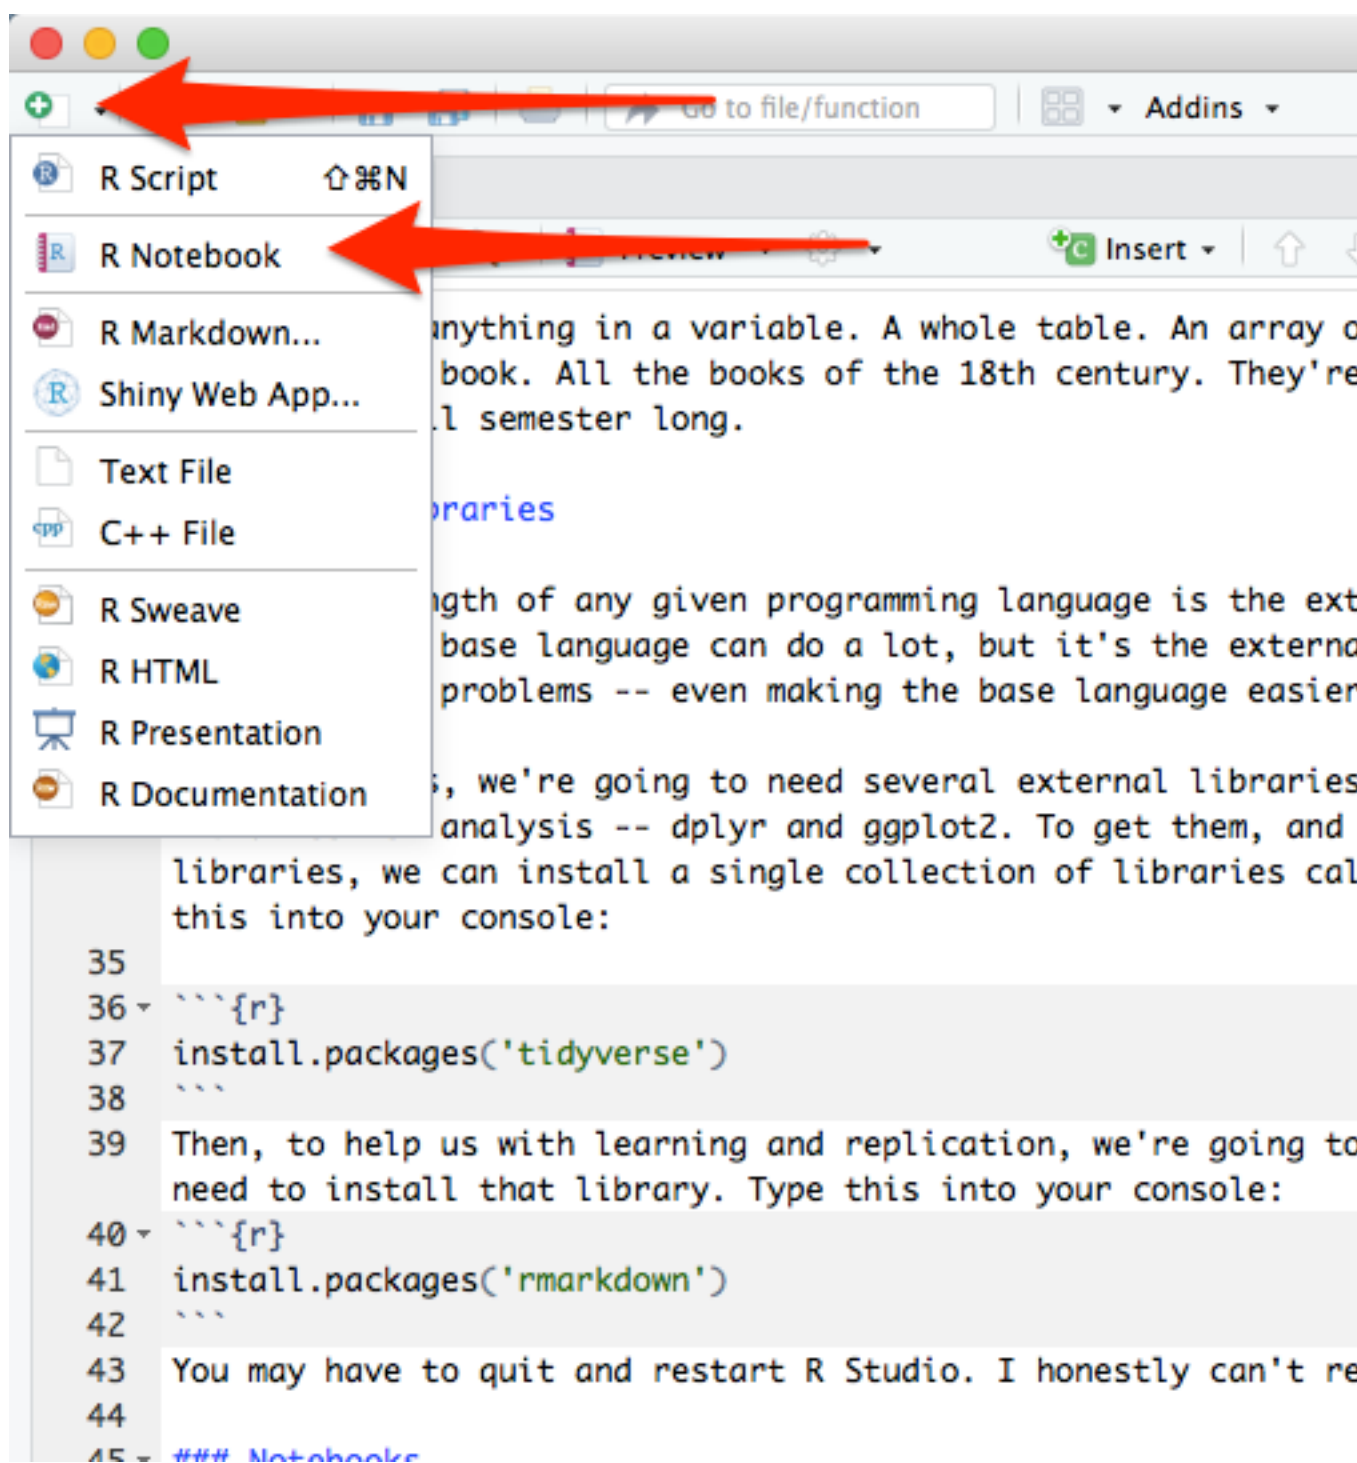 Go to file/function
Addins
R Script ⇧⌘N
R Notebook
Preview
Insert
R Markdown...
Shiny Web App...
Text File
C++ File
R Sweave
R HTML
R Presentation
R Documentation
anything in a variable. A whole table. An array
book. All the books of the 18th century. They're
semester long.
of any given programming language is the
base language can do a lot, but it's the
problems -- even making the base language easier
, we're going to need several external libraries
analysis -- dplyr and ggplot2. To get them, and
libraries, we can install a single collection of libraries
this into your console:
35
36 ```{r}
37 install.packages('tidyverse')
38 ```
39 Then, to help us with learning and replication, we're going to
need to install that library. Type this into your console:
40 ```{r}
41 install.packages('rmarkdown')
42 ```
43 You may have to quit and restart R Studio. I honestly can't
44
45 ### Notebooks